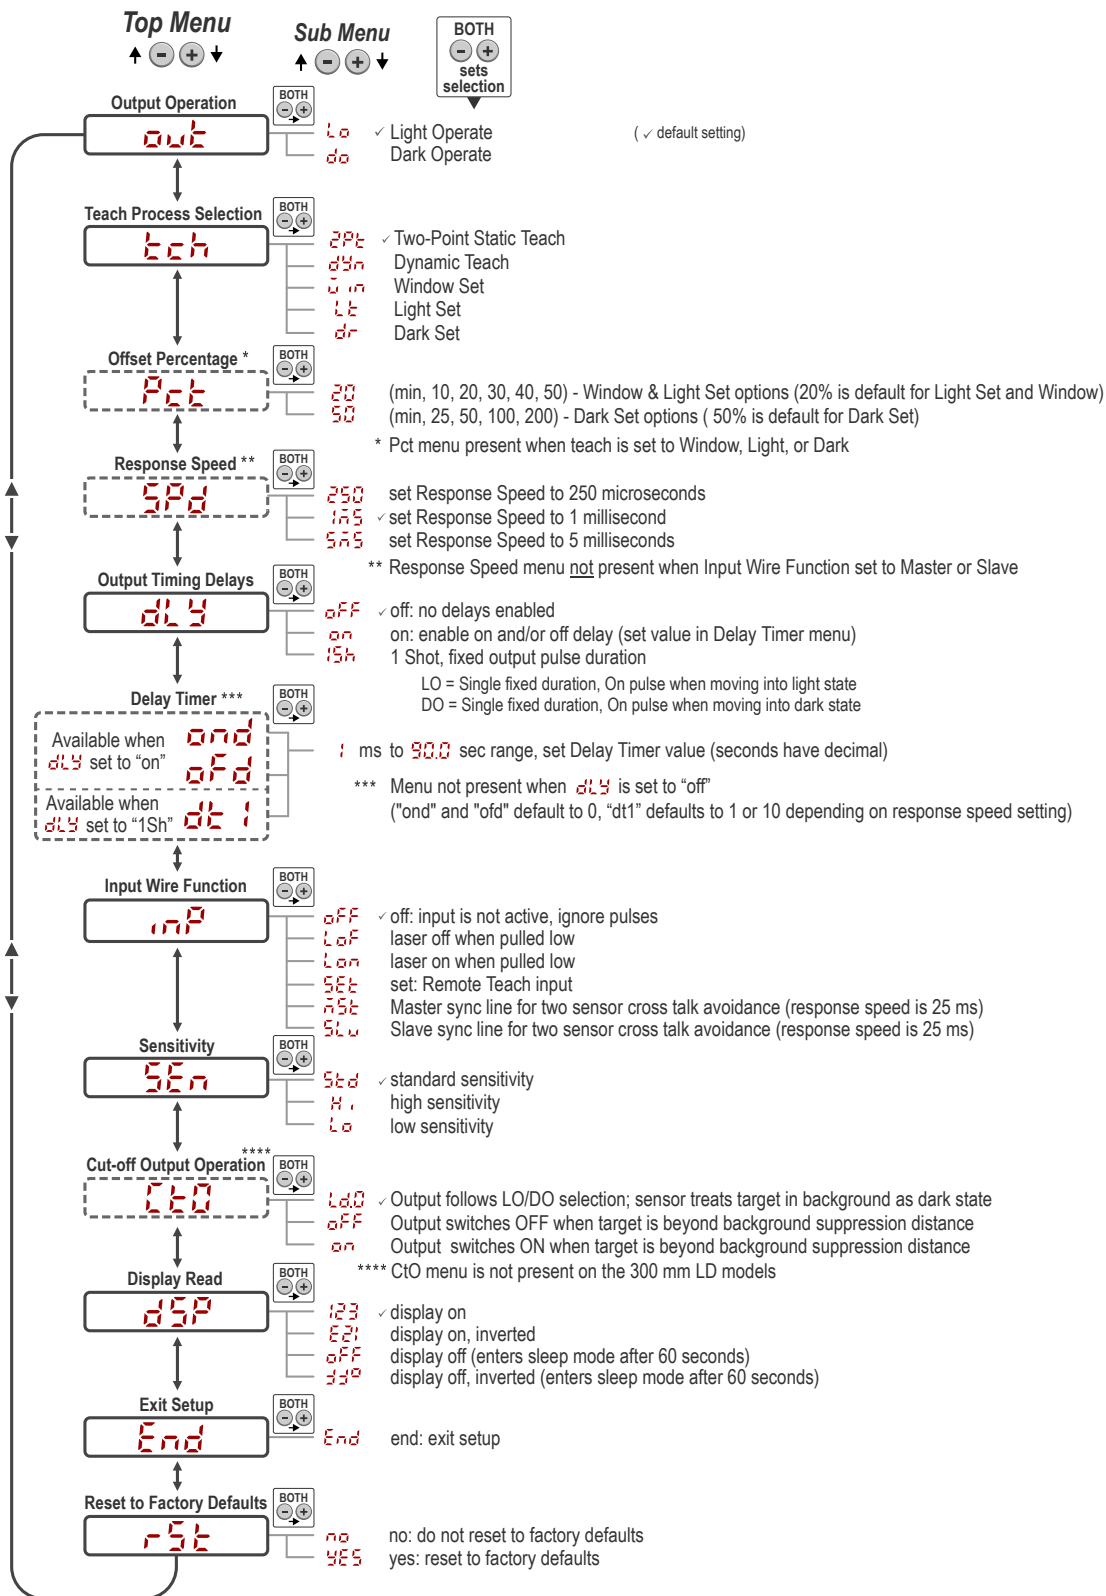 Top Menu
Sub Menu
BOTH
sets
selection
Output Operation
BOTH
out
Lo ✓ Light Operate
( ✓ default setting)
do Dark Operate
Teach Process Selection
BOTH
tch
2Pt ✓ Two-Point Static Teach
dYn Dynamic Teach
Win Window Set
Lt Light Set
dr Dark Set
Offset Percentage *
BOTH
Pct
20 (min, 10, 20, 30, 40, 50) - Window & Light Set options (20% is default for Light Set and Window)
50 (min, 25, 50, 100, 200) - Dark Set options ( 50% is default for Dark Set)
* Pct menu present when teach is set to Window, Light, or Dark
Response Speed **
BOTH
SPd
250 set Response Speed to 250 microseconds
1mS ✓ set Response Speed to 1 millisecond
5mS set Response Speed to 5 milliseconds
** Response Speed menu not present when Input Wire Function set to Master or Slave
Output Timing Delays
BOTH
dLY
oFF ✓ off: no delays enabled
on on: enable on and/or off delay (set value in Delay Timer menu)
1Sh 1 Shot, fixed output pulse duration
LO = Single fixed duration, On pulse when moving into light state
DO = Single fixed duration, On pulse when moving into dark state
Delay Timer ***
BOTH
Available when
dLY set to “on”
ond
oFd
Available when
dLY set to “1Sh”
dt1
1 ms to 90.0 sec range, set Delay Timer value (seconds have decimal)
*** Menu not present when dLY is set to “off”
("ond" and "ofd" default to 0, “dt1” defaults to 1 or 10 depending on response speed setting)
Input Wire Function
BOTH
inP
oFF ✓ off: input is not active, ignore pulses
LoF laser off when pulled low
Lon laser on when pulled low
SEt set: Remote Teach input
mSt Master sync line for two sensor cross talk avoidance (response speed is 25 ms)
SLv Slave sync line for two sensor cross talk avoidance (response speed is 25 ms)
Sensitivity
BOTH
SEn
Std ✓ standard sensitivity
Hi high sensitivity
Lo low sensitivity
Cut-off Output Operation ****
BOTH
CtO
Ld.O ✓ Output follows LO/DO selection; sensor treats target in background as dark state
oFF Output switches OFF when target is beyond background suppression distance
on Output switches ON when target is beyond background suppression distance
**** CtO menu is not present on the 300 mm LD models
Display Read
BOTH
dSP
123 ✓ display on
display on, inverted
oFF display off (enters sleep mode after 60 seconds)
display off, inverted (enters sleep mode after 60 seconds)
Exit Setup
BOTH
End
End end: exit setup
Reset to Factory Defaults
BOTH
rSt
no no: do not reset to factory defaults
YES yes: reset to factory defaults